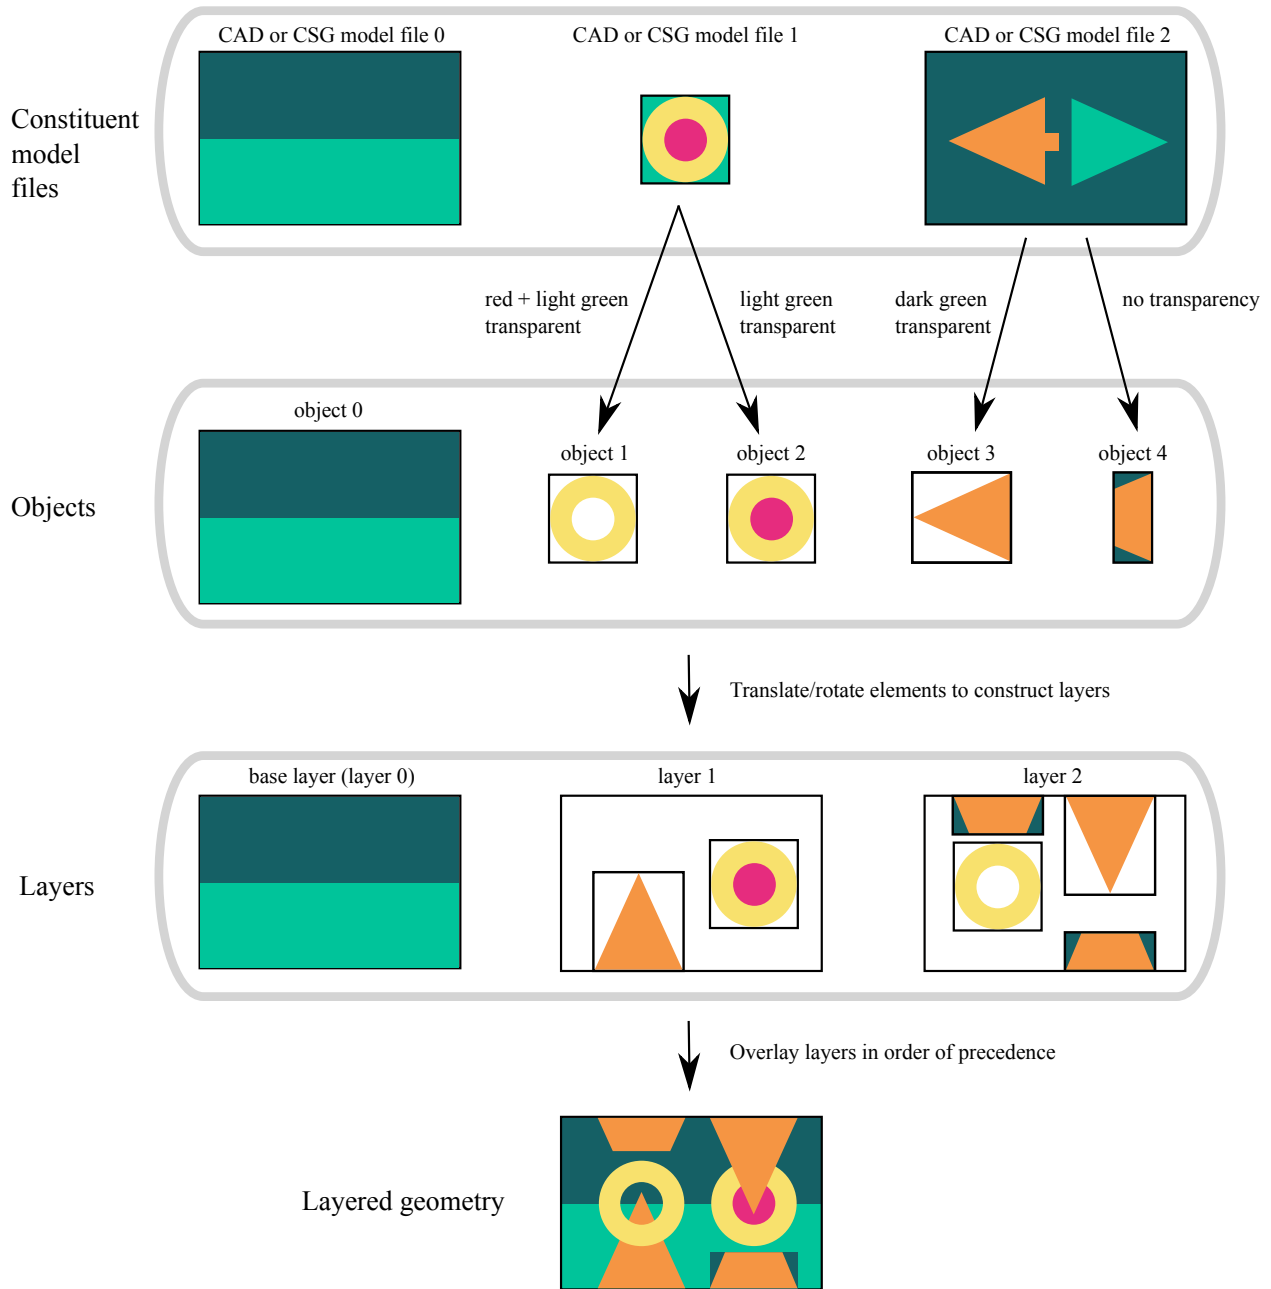 CAD or CSG model file 0
CAD or CSG model file 1
CAD or CSG model file 2
Constituent
model
files
red + light green
transparent
light green
transparent
dark green
transparent
no transparency
object 0
object 1
object 2
object 3
object 4
Objects
Translate/rotate elements to construct layers
base layer (layer 0)
layer 1
layer 2
Layers
Overlay layers in order of precedence
Layered geometry